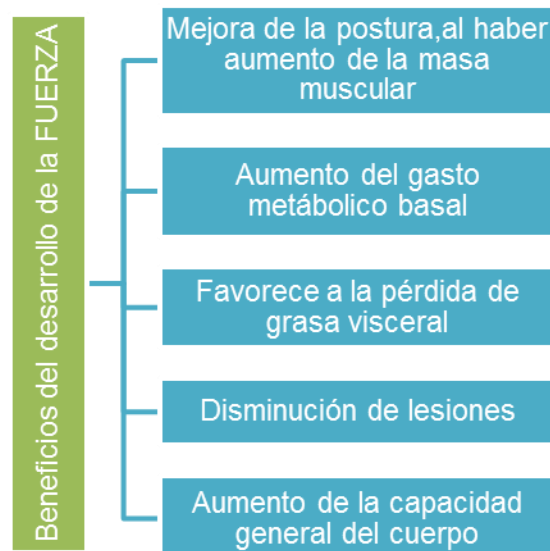 Beneficios del desarrollo de la FUERZA
Mejora de la postura,al haber
aumento de la masa
muscular
Aumento del gasto
metábolico basal
Favorece a la pérdida de
grasa visceral
Disminución de lesiones
Aumento de la capacidad
general del cuerpo